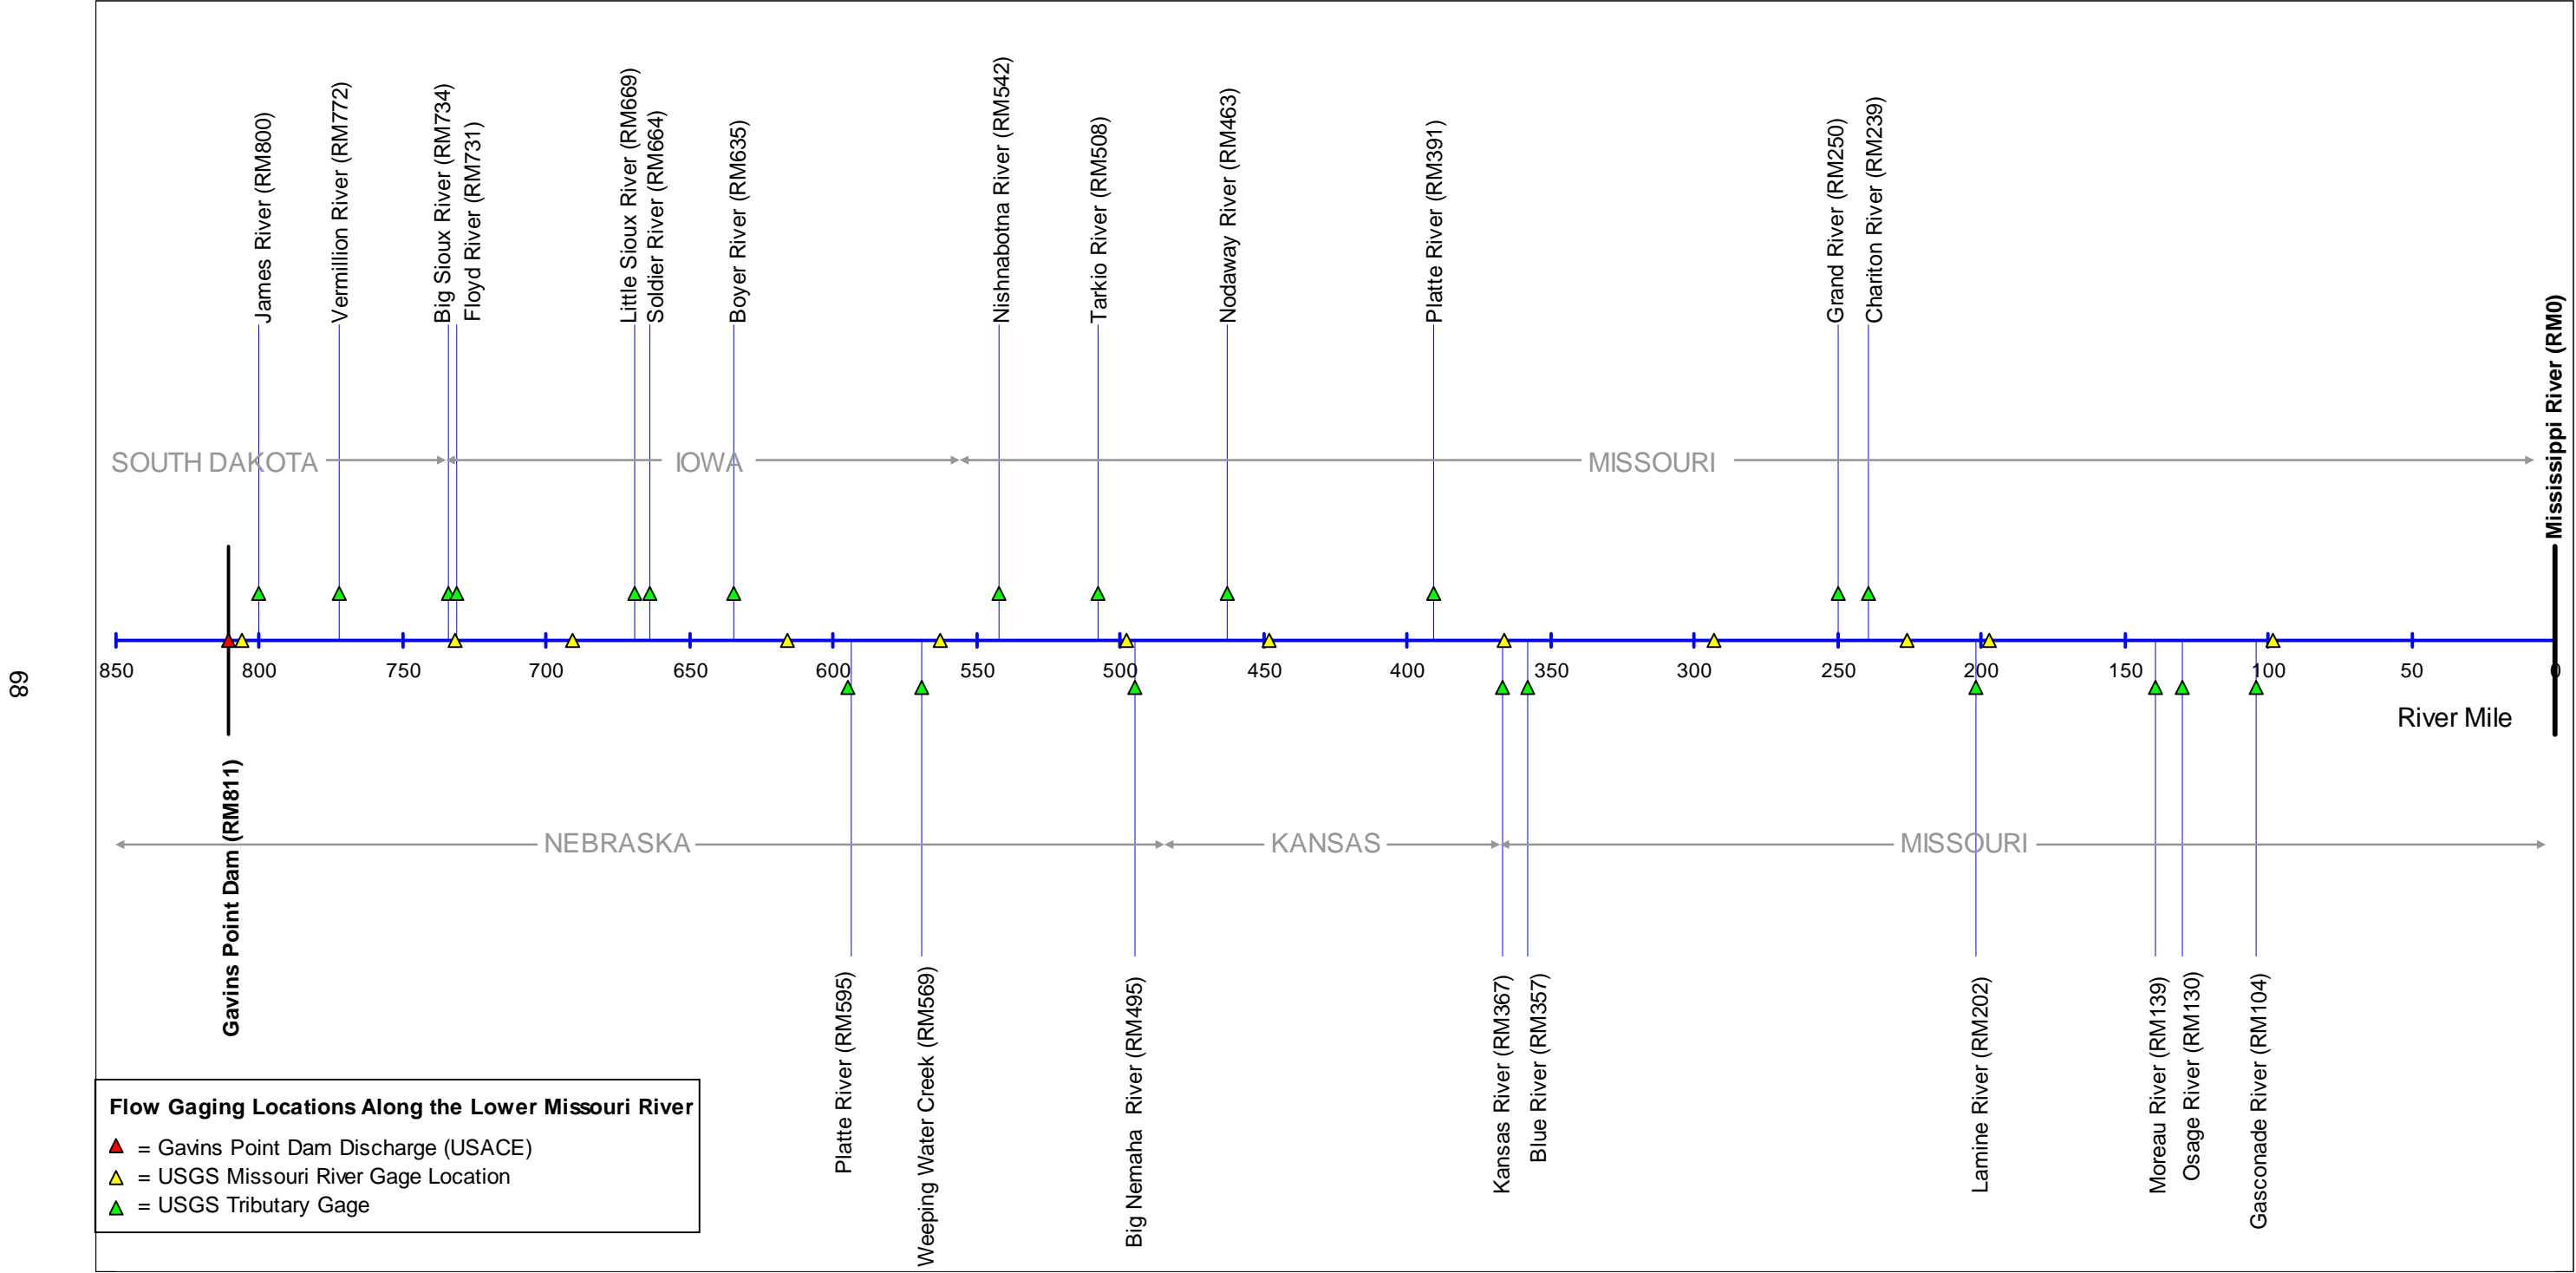 James River (RM800)
Vermillion River (RM772)
Big Sioux River (RM734)
Floyd River (RM731)
Little Sioux River (RM669)
Soldier River (RM664)
Boyer River (RM635)
Nishnabotna River (RM542)
Tarkio River (RM508)
Nodaway River (RM463)
Platte River (RM391)
Grand River (RM250)
Chariton River (RM239)
Mississippi River (RM0)
SOUTH DAKOTA
IOWA
MISSOURI
850
800
750
700
650
600
550
500
450
400
350
300
250
200
150
100
50
0
River Mile
89
Gavins Point Dam (RM811)
NEBRASKA
KANSAS
MISSOURI
Platte River (RM595)
Weeping Water Creek (RM569)
Big Nemaha River (RM495)
Kansas River (RM367)
Blue River (RM357)
Lamine River (RM202)
Moreau River (RM139)
Osage River (RM130)
Gasconade River (RM104)
Flow Gaging Locations Along the Lower Missouri River
= Gavins Point Dam Discharge (USACE)
= USGS Missouri River Gage Location
= USGS Tributary Gage